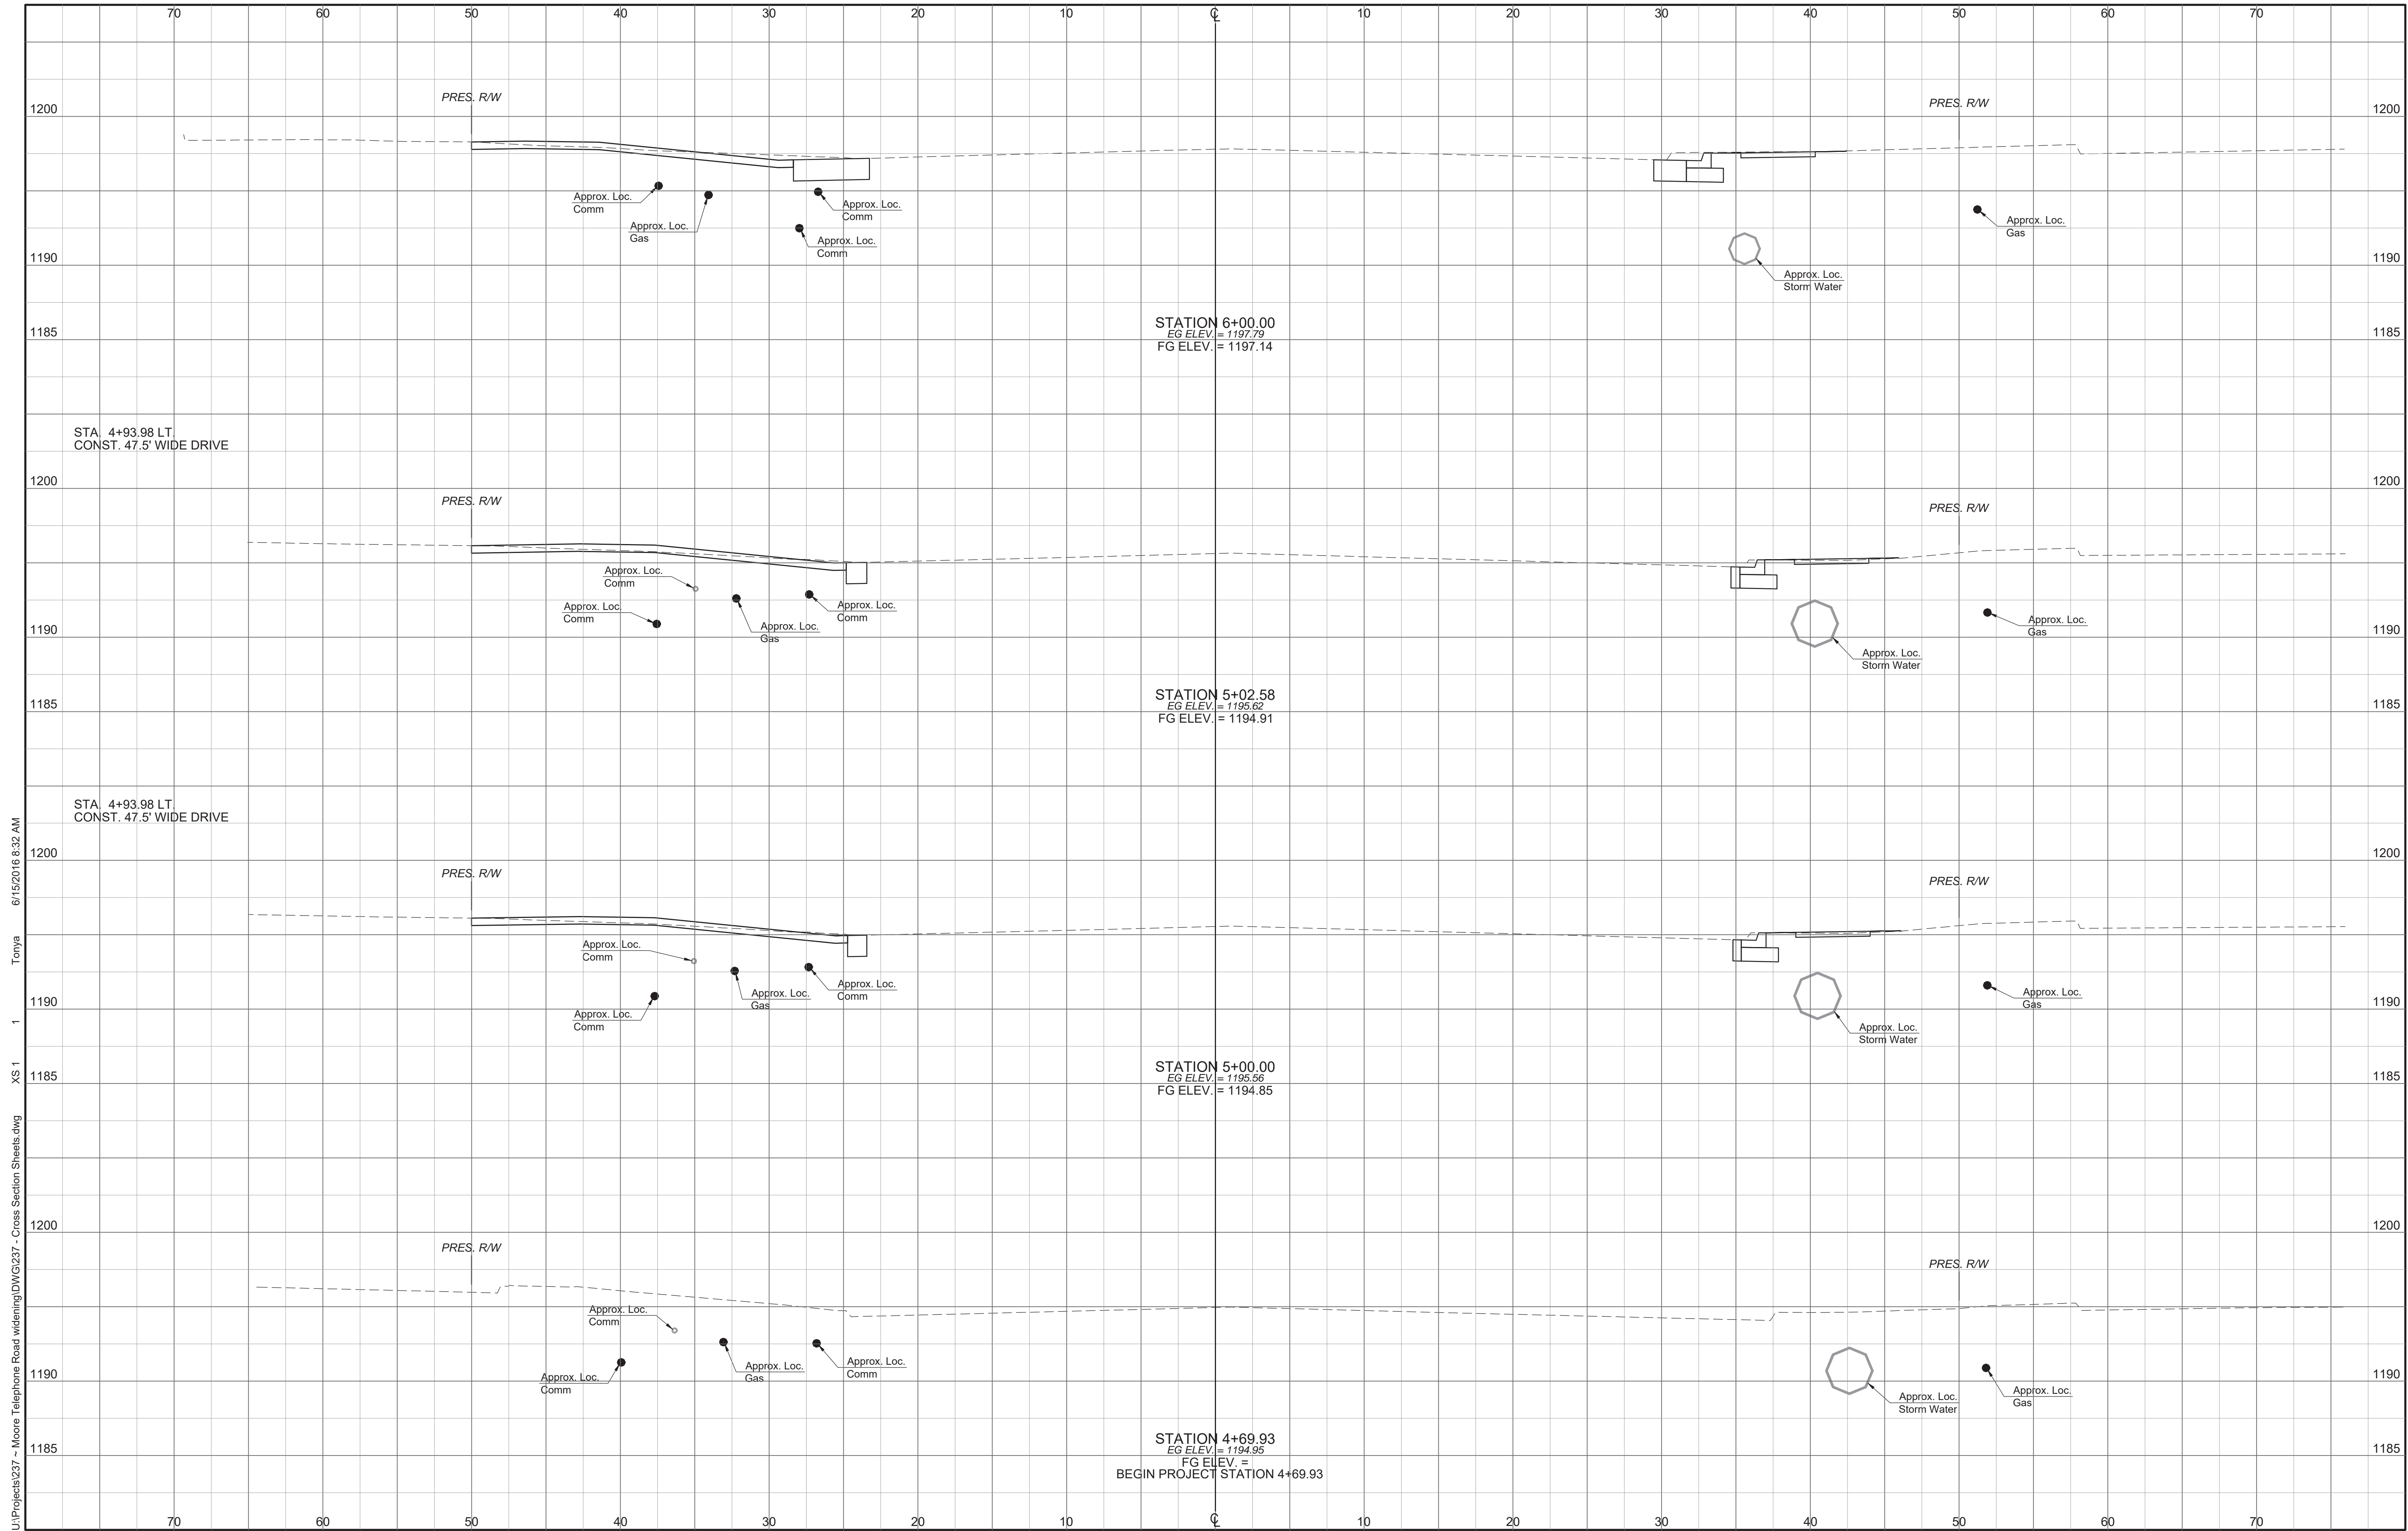 70 60 50 40 30 20 10 ℄ 10 20 30 40 50 60 70
PRES. R/W
PRES. R/W
1200
1200
Approx. Loc.
Comm
Approx. Loc.
Gas
Approx. Loc.
Comm
Approx. Loc.
Comm
Approx. Loc.
Gas
Approx. Loc.
Storm Water
1190
1190
STATION 6+00.00
EG ELEV. = 1197.79
FG ELEV. = 1197.14
1185
1185
STA. 4+93.98 LT.
CONST. 47.5' WIDE DRIVE
1200
1200
PRES. R/W
PRES. R/W
Approx. Loc.
Comm
Approx. Loc.
Comm
Approx. Loc.
Gas
Approx. Loc.
Comm
Approx. Loc.
Gas
Approx. Loc.
Storm Water
1190
1190
STATION 5+02.58
EG ELEV. = 1195.62
FG ELEV. = 1194.91
1185
1185
STA. 4+93.98 LT.
CONST. 47.5' WIDE DRIVE
1200
1200
PRES. R/W
PRES. R/W
Approx. Loc.
Comm
Approx. Loc.
Comm
Approx. Loc.
Gas
Approx. Loc.
Comm
Approx. Loc.
Gas
Approx. Loc.
Storm Water
1190
1190
STATION 5+00.00
EG ELEV. = 1195.56
FG ELEV. = 1194.85
1185
1185
1200
1200
PRES. R/W
PRES. R/W
Approx. Loc.
Comm
Approx. Loc.
Comm
Approx. Loc.
Gas
Approx. Loc.
Comm
Approx. Loc.
Storm Water
Approx. Loc.
Gas
1190
1190
STATION 4+69.93
EG ELEV. = 1194.95
FG ELEV. =
BEGIN PROJECT STATION 4+69.93
1185
1185
70 60 50 40 30 20 10 ℄ 10 20 30 40 50 60 70
U:\Projects\237 ~ Moore Telephone Road widening\DWG\237 - Cross Section Sheets.dwg XS 1 1 Tonya 6/15/2016 8:32 AM